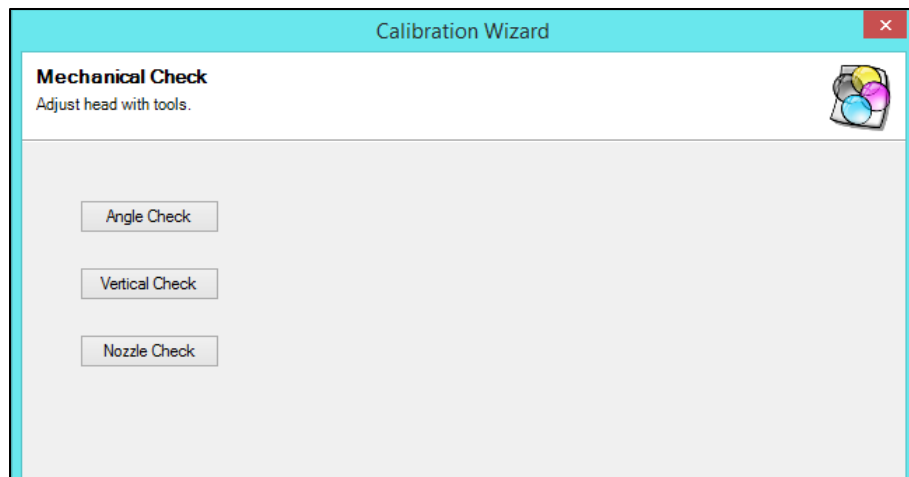 Calibration Wizard
Mechanical Check
Adjust head with tools.
Angle Check
Vertical Check
Nozzle Check